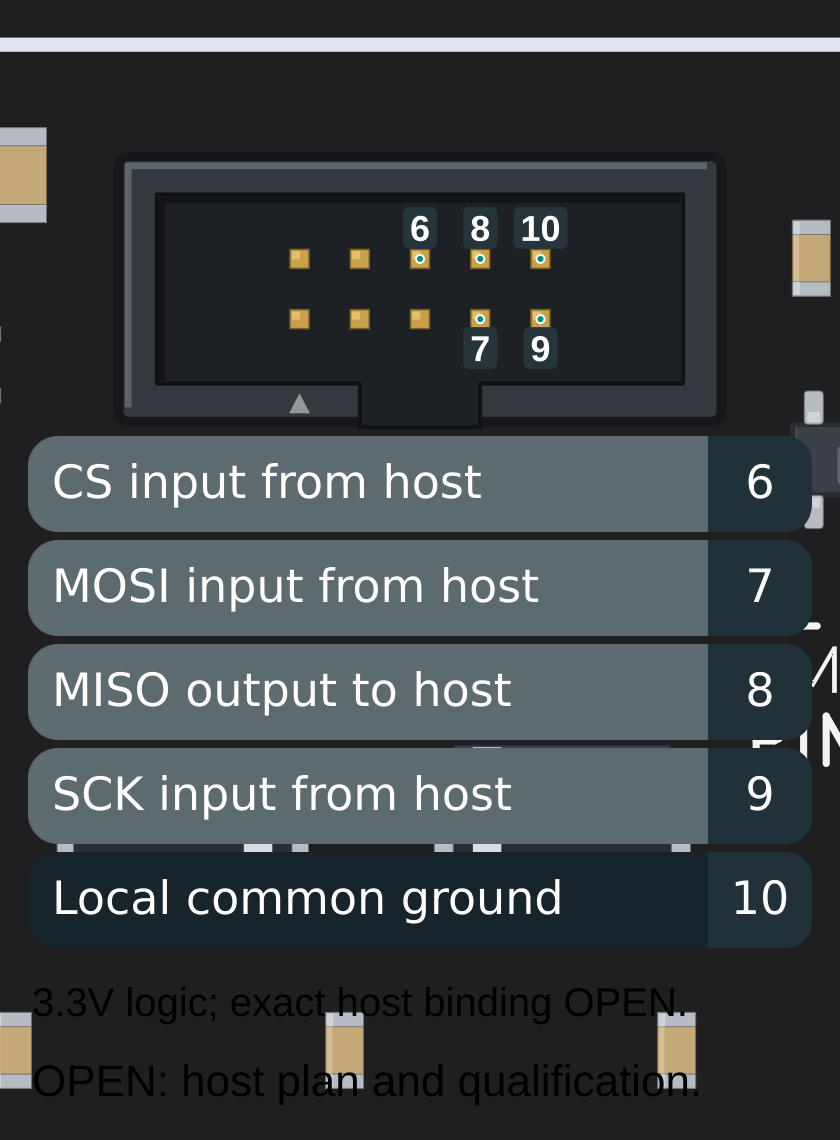 6 8 10
7 9
CS input from host 6
MOSI input from host 7
MISO output to host 8
SCK input from host 9
Local common ground 10
3.3V logic; exact host binding OPEN.
OPEN: host plan and qualification.